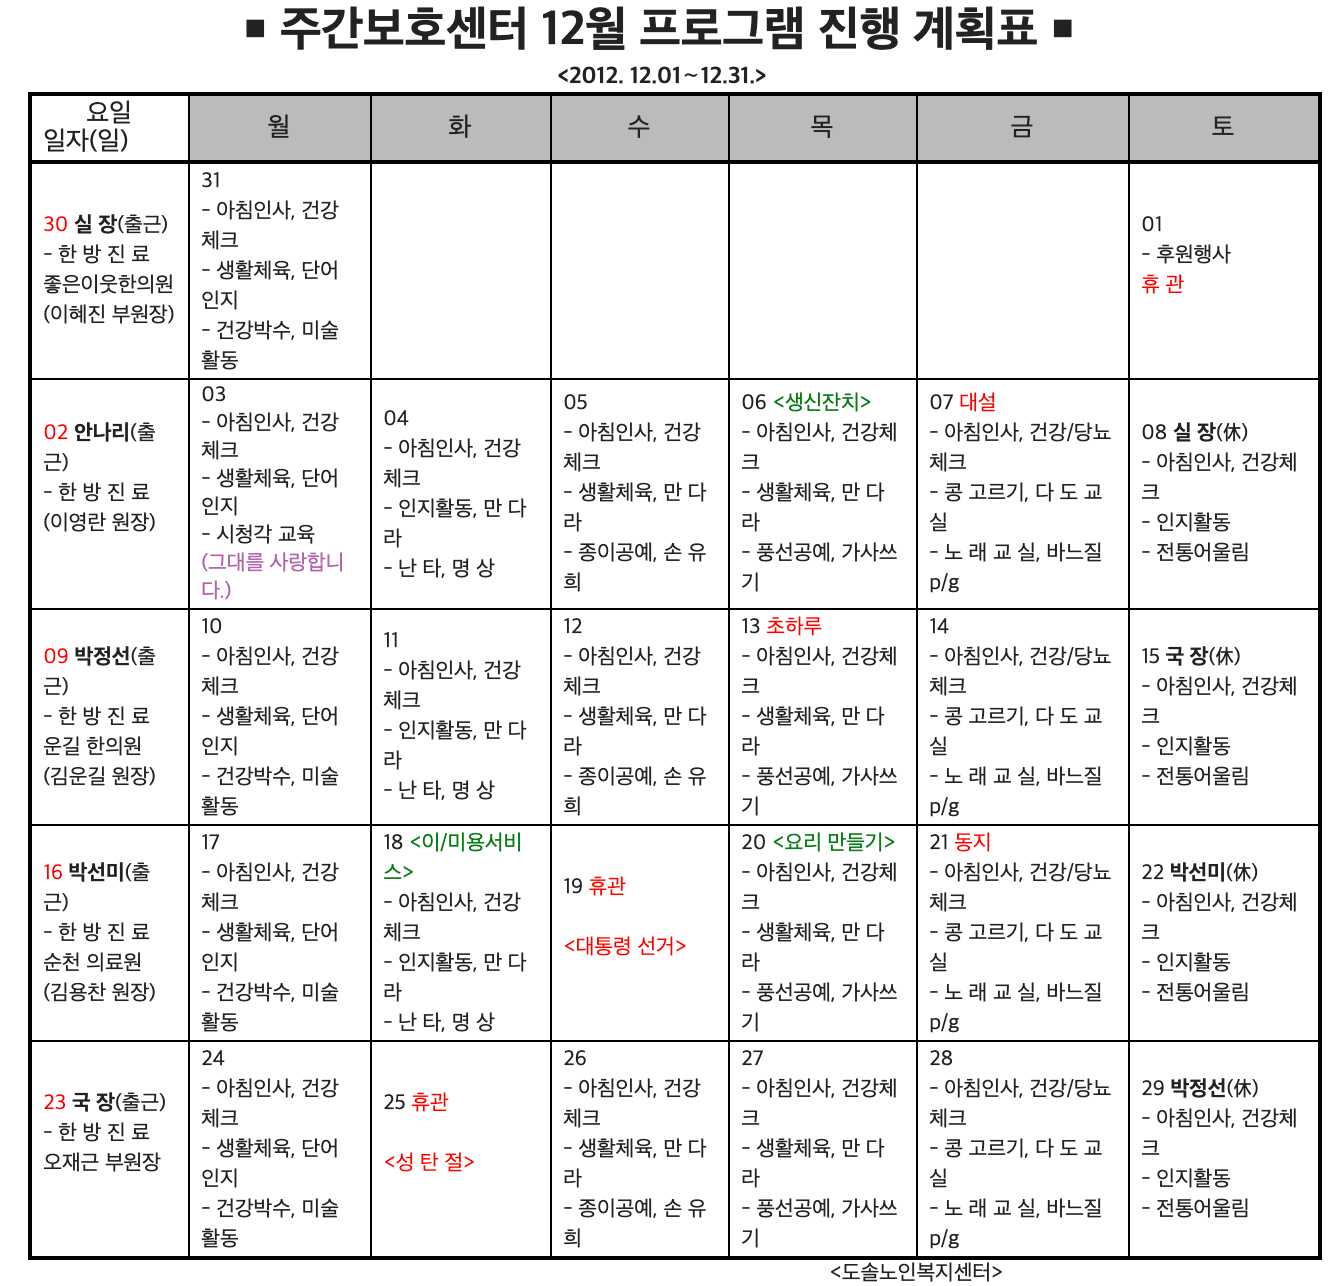 ■ 주간보호센터 12월 프로그램 진행 계획표 ■
<2012. 12.01~12.31.>
요일
일자(일)
월
화
수
목
금
토
30 실 장(출근)
- 한 방 진 료
좋은이웃한의원
(이혜진 부원장)
31
- 아침인사, 건강
체크
- 생활체육, 단어
인지
- 건강박수, 미술
활동
01
- 후원행사
휴 관
02 안나리(출
근)
- 한 방 진 료
(이영란 원장)
03
- 아침인사, 건강
체크
- 생활체육, 단어
인지
- 시청각 교육
(그대를 사랑합니
다.)
04
- 아침인사, 건강
체크
- 인지활동, 만 다
라
- 난 타, 명 상
05
- 아침인사, 건강
체크
- 생활체육, 만 다
라
- 종이공예, 손 유
희
06 <생신잔치>
- 아침인사, 건강체
크
- 생활체육, 만 다
라
- 풍선공예, 가사쓰
기
07 대설
- 아침인사, 건강/당뇨
체크
- 콩 고르기, 다 도 교
실
- 노 래 교 실, 바느질
p/g
08 실 장(休)
- 아침인사, 건강체
크
- 인지활동
- 전통어울림
09 박정선(출
근)
- 한 방 진 료
운길 한의원
(김운길 원장)
10
- 아침인사, 건강
체크
- 생활체육, 단어
인지
- 건강박수, 미술
활동
11
- 아침인사, 건강
체크
- 인지활동, 만 다
라
- 난 타, 명 상
12
- 아침인사, 건강
체크
- 생활체육, 만 다
라
- 종이공예, 손 유
희
13 초하루
- 아침인사, 건강체
크
- 생활체육, 만 다
라
- 풍선공예, 가사쓰
기
14
- 아침인사, 건강/당뇨
체크
- 콩 고르기, 다 도 교
실
- 노 래 교 실, 바느질
p/g
15 국 장(休)
- 아침인사, 건강체
크
- 인지활동
- 전통어울림
16 박선미(출
근)
- 한 방 진 료
순천 의료원
(김용찬 원장)
17
- 아침인사, 건강
체크
- 생활체육, 단어
인지
- 건강박수, 미술
활동
18 <이/미용서비
스>
- 아침인사, 건강
체크
- 인지활동, 만 다
라
- 난 타, 명 상
19 휴관
<대통령 선거>
20 <요리 만들기>
- 아침인사, 건강체
크
- 생활체육, 만 다
라
- 풍선공예, 가사쓰
기
21 동지
- 아침인사, 건강/당뇨
체크
- 콩 고르기, 다 도 교
실
- 노 래 교 실, 바느질
p/g
22 박선미(休)
- 아침인사, 건강체
크
- 인지활동
- 전통어울림
23 국 장(출근)
- 한 방 진 료
오재근 부원장
24
- 아침인사, 건강
체크
- 생활체육, 단어
인지
- 건강박수, 미술
활동
25 휴관
<성 탄 절>
26
- 아침인사, 건강
체크
- 생활체육, 만 다
라
- 종이공예, 손 유
희
27
- 아침인사, 건강체
크
- 생활체육, 만 다
라
- 풍선공예, 가사쓰
기
28
- 아침인사, 건강/당뇨
체크
- 콩 고르기, 다 도 교
실
- 노 래 교 실, 바느질
p/g
29 박정선(休)
- 아침인사, 건강체
크
- 인지활동
- 전통어울림
<도솔노인복지센터>